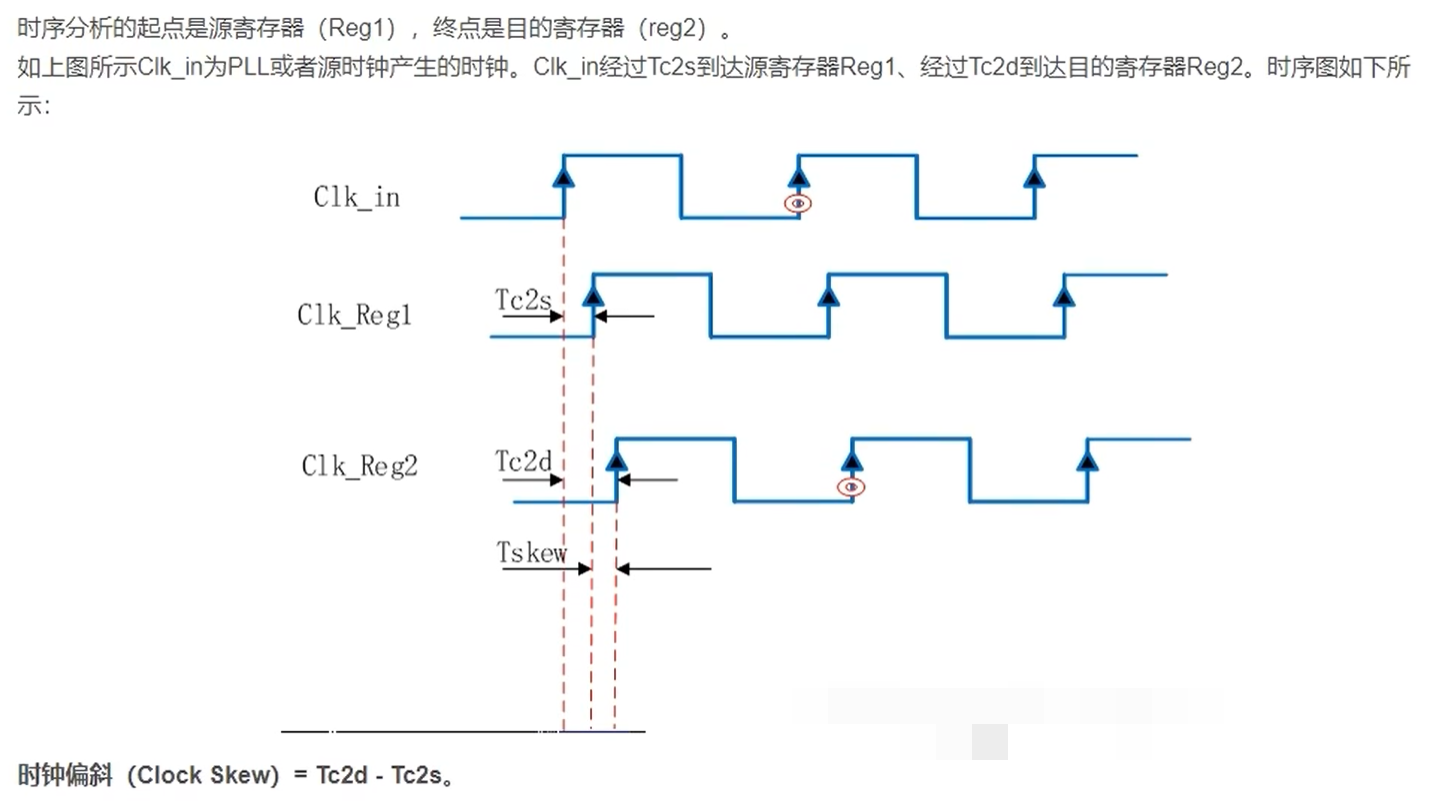 时序分析的起点是源寄存器（Reg1），终点是目的寄存器（reg2）。
如上图所示Clk_in为PLL或者源时钟产生的时钟。Clk_in经过Tc2s到达源寄存器Reg1、经过Tc2d到达目的寄存器Reg2。时序图如下所
示：
Clk_in
Tc2s
Clk_Reg1
Tc2d
Clk_Reg2
Tskew
时钟偏斜（Clock Skew）= Tc2d - Tc2s。